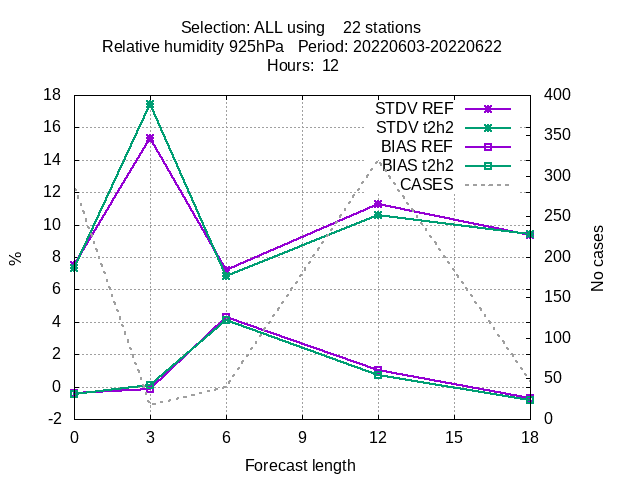 Selection: ALL using    22 stations
Relative humidity 925hPa   Period: 20220603-20220622
Hours:  12
18
16
14
12
10
8
6
4
2
0
-2
%
STDV REF
STDV t2h2
BIAS REF
BIAS t2h2
CASES
400
350
300
250
200
150
100
50
0
No cases
0 3 6 9 12 15 18
Forecast length